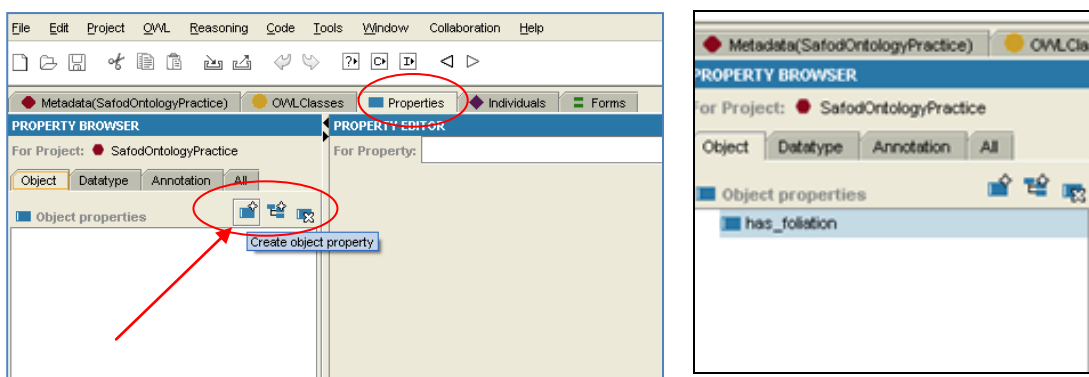 File Edit Project OWL Reasoning Code Tools Window Collaboration Help
Metadata(SafodOntologyPractice) OWLClasses Properties Individuals Forms
PROPERTY BROWSER
PROPERTY EDITOR
For Project: SafodOntologyPractice
For Property:
Object Datatype Annotation All
Object properties
Create object property
Metadata(SafodOntologyPractice) OWLCla
PROPERTY BROWSER
For Project: SafodOntologyPractice
Object Datatype Annotation All
Object properties
has_foliation